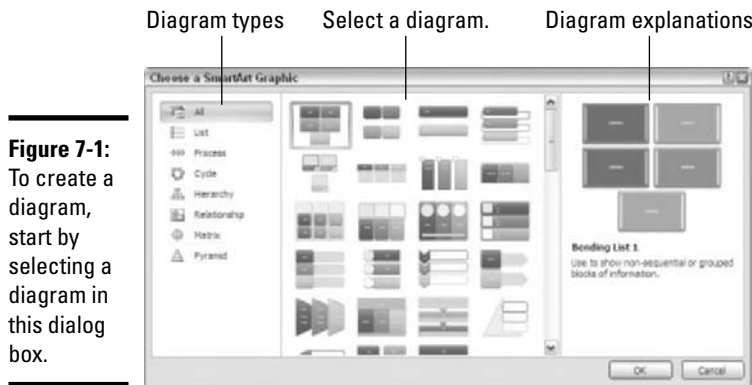 Diagram types
Select a diagram.
Diagram explanations
Figure 7-1:
To create a
diagram,
start by
selecting a
diagram in
this dialog
box.
Choose a SmartArt Graphic
All
List
Process
Cycle
Hierarchy
Relationship
Matrix
Pyramid
Bending List 1
Use to show non-sequential or grouped
blocks of information.
OK
Cancel